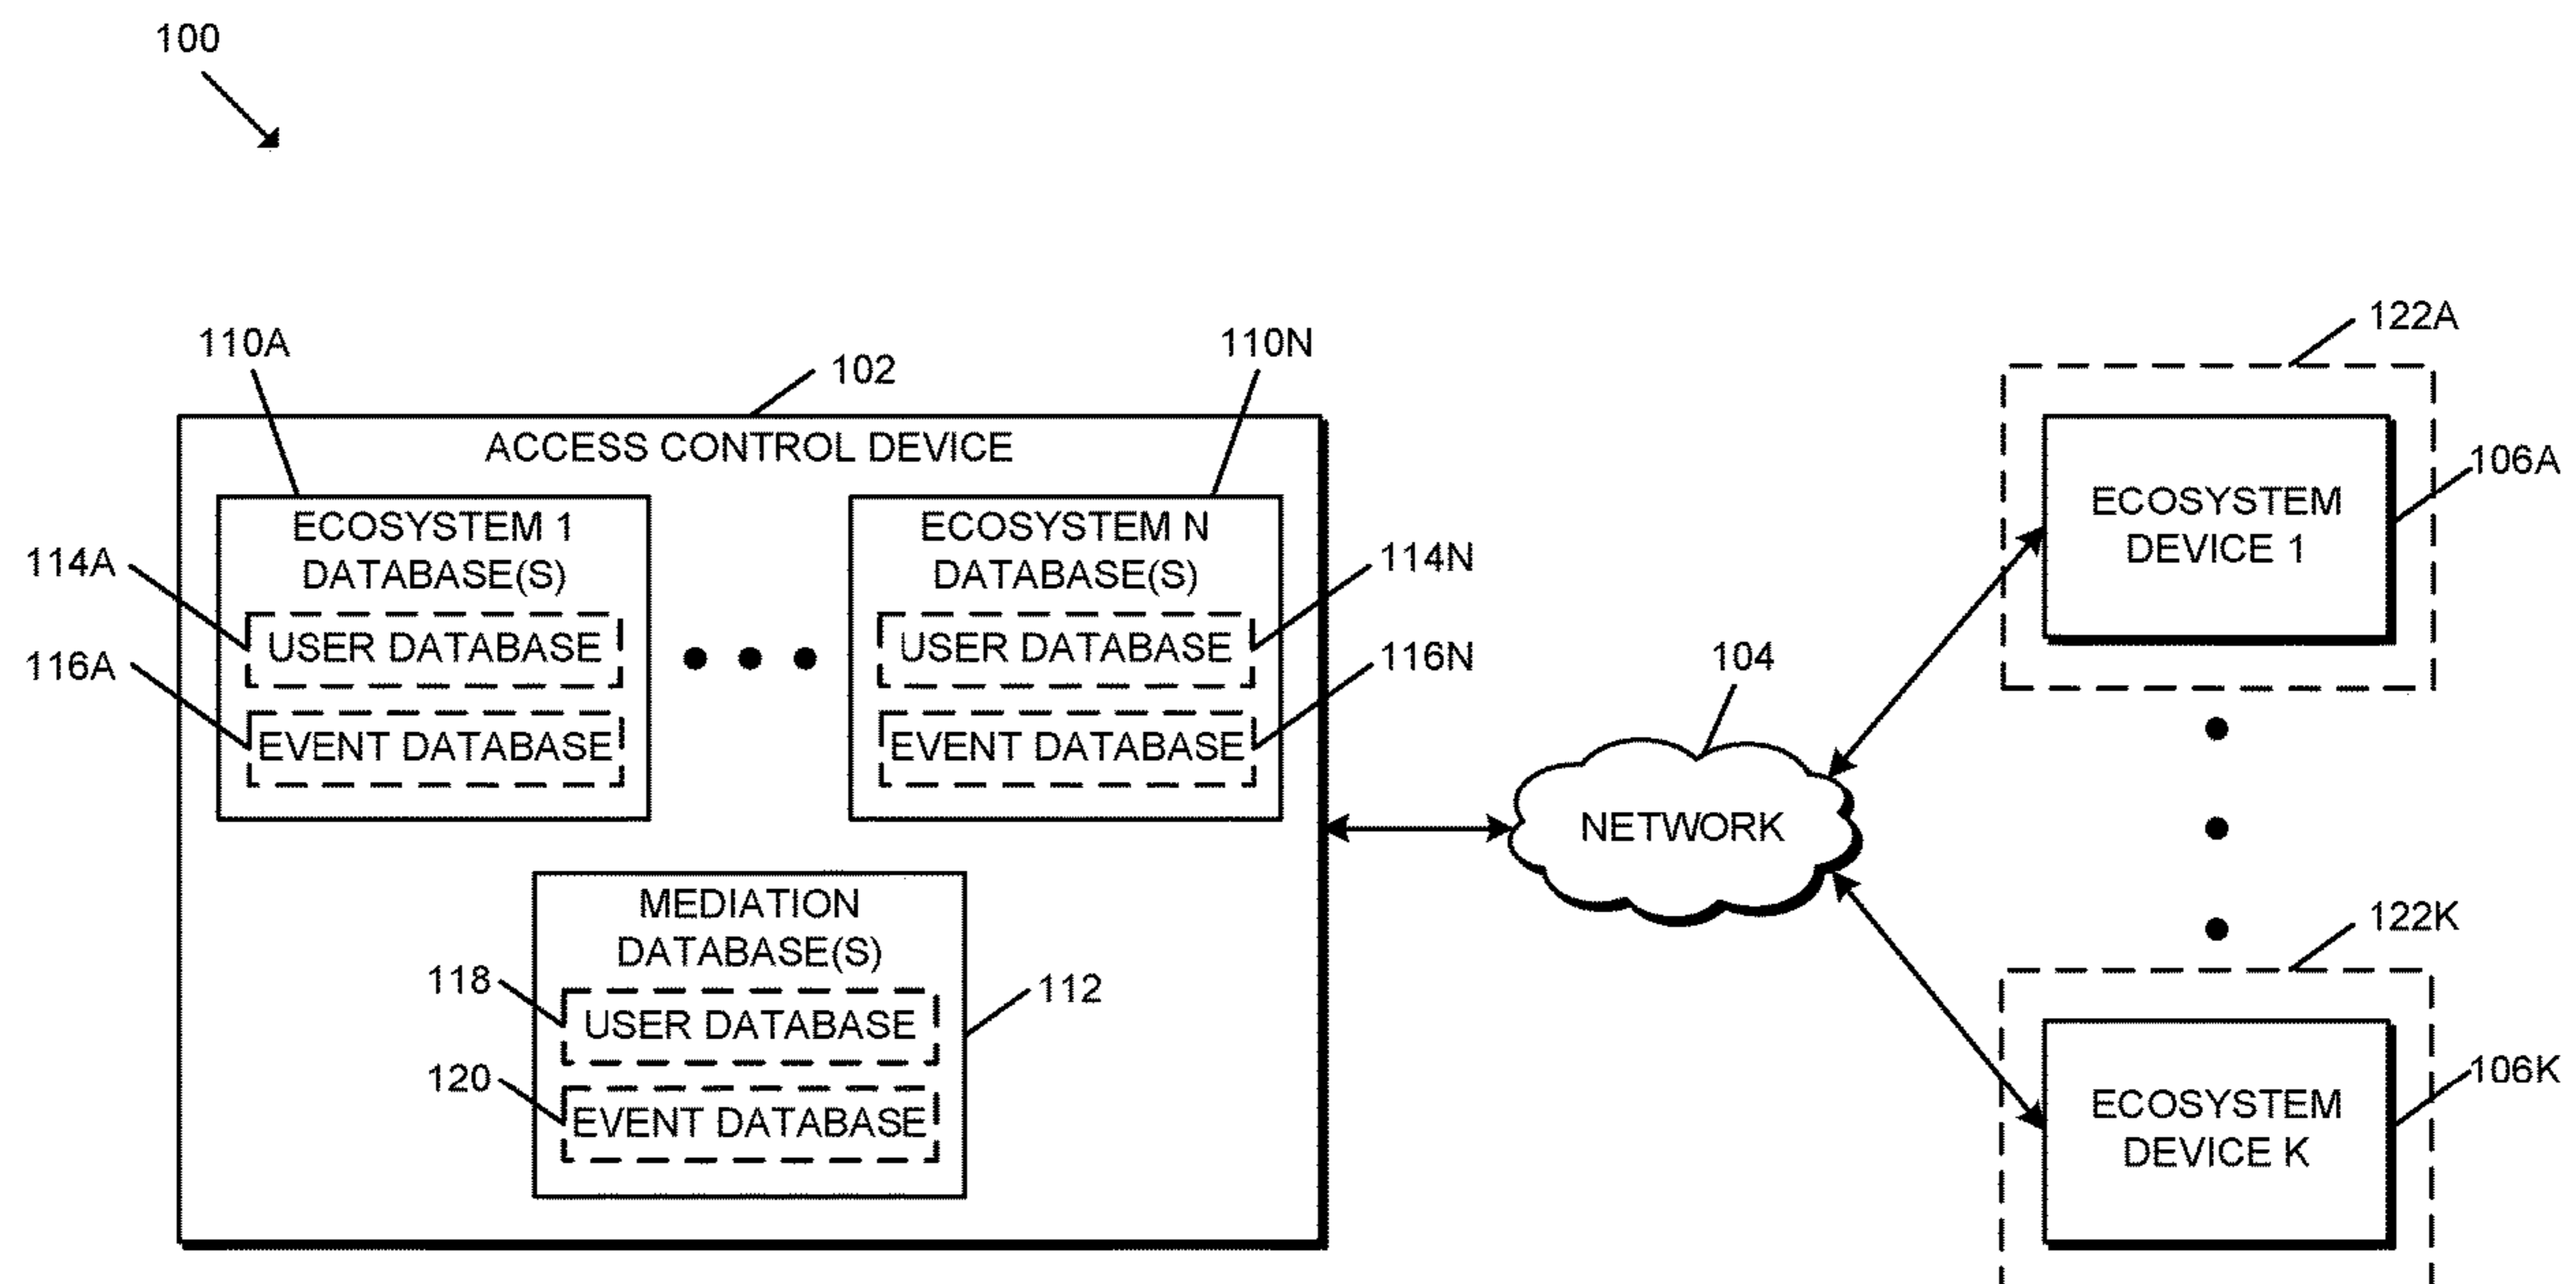 100
110A
102
110N
122A
ACCESS CONTROL DEVICE
106A
ECOSYSTEM 1
DATABASE(S)
ECOSYSTEM N
DATABASE(S)
ECOSYSTEM
DEVICE 1
114A
USER DATABASE
USER DATABASE
114N
116A
EVENT DATABASE
EVENT DATABASE
116N
104
NETWORK
MEDIATION
DATABASE(S)
122K
118
USER DATABASE
112
120
EVENT DATABASE
106K
ECOSYSTEM
DEVICE K